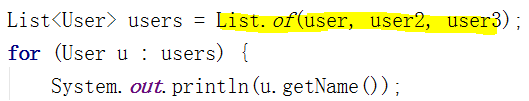 List<User> users = List.of(user, user2, user3);
for (User u : users) {
    System.out.println(u.getName());